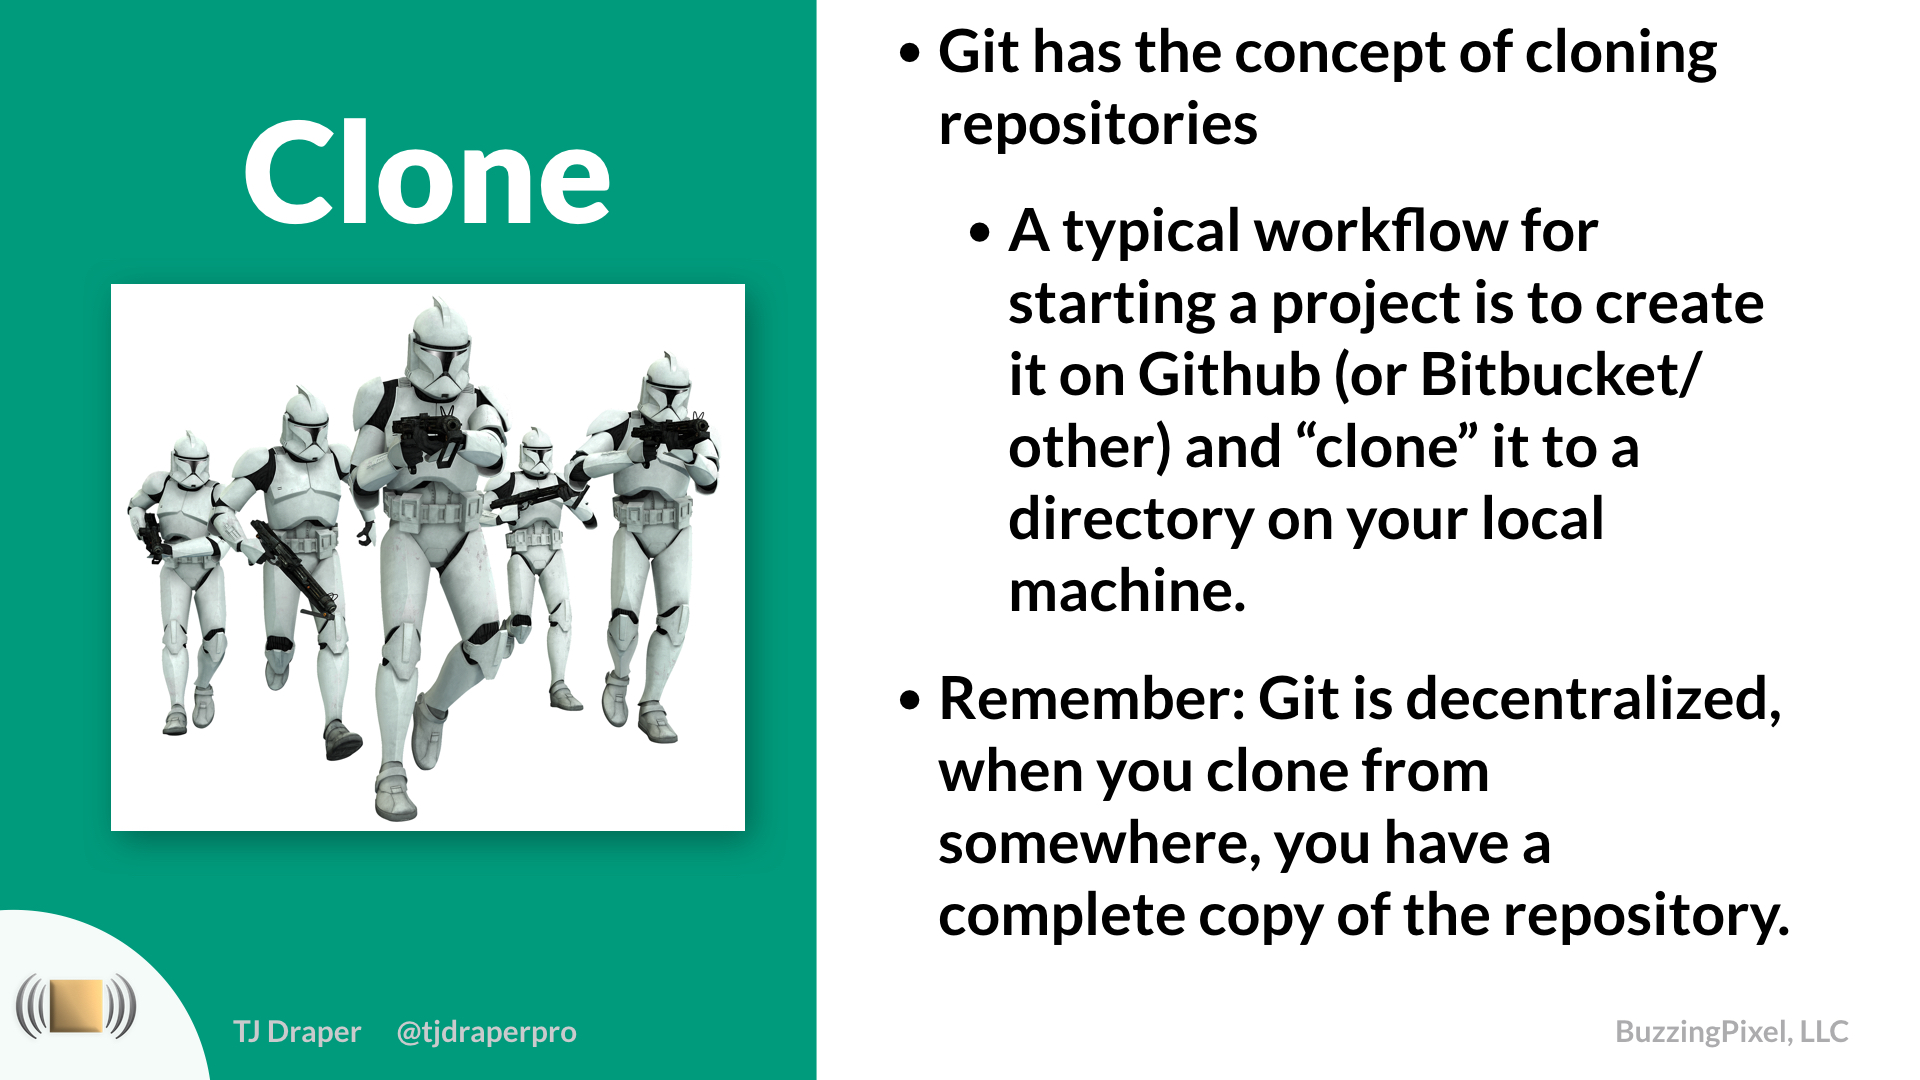 Clone
• Git has the concept of cloning
repositories
• A typical workflow for
starting a project is to create
it on Github (or Bitbucket/
other) and “clone” it to a
directory on your local
machine.
• Remember: Git is decentralized,
when you clone from
somewhere, you have a
complete copy of the repository.
TJ Draper @tjdraperpro
BuzzingPixel, LLC